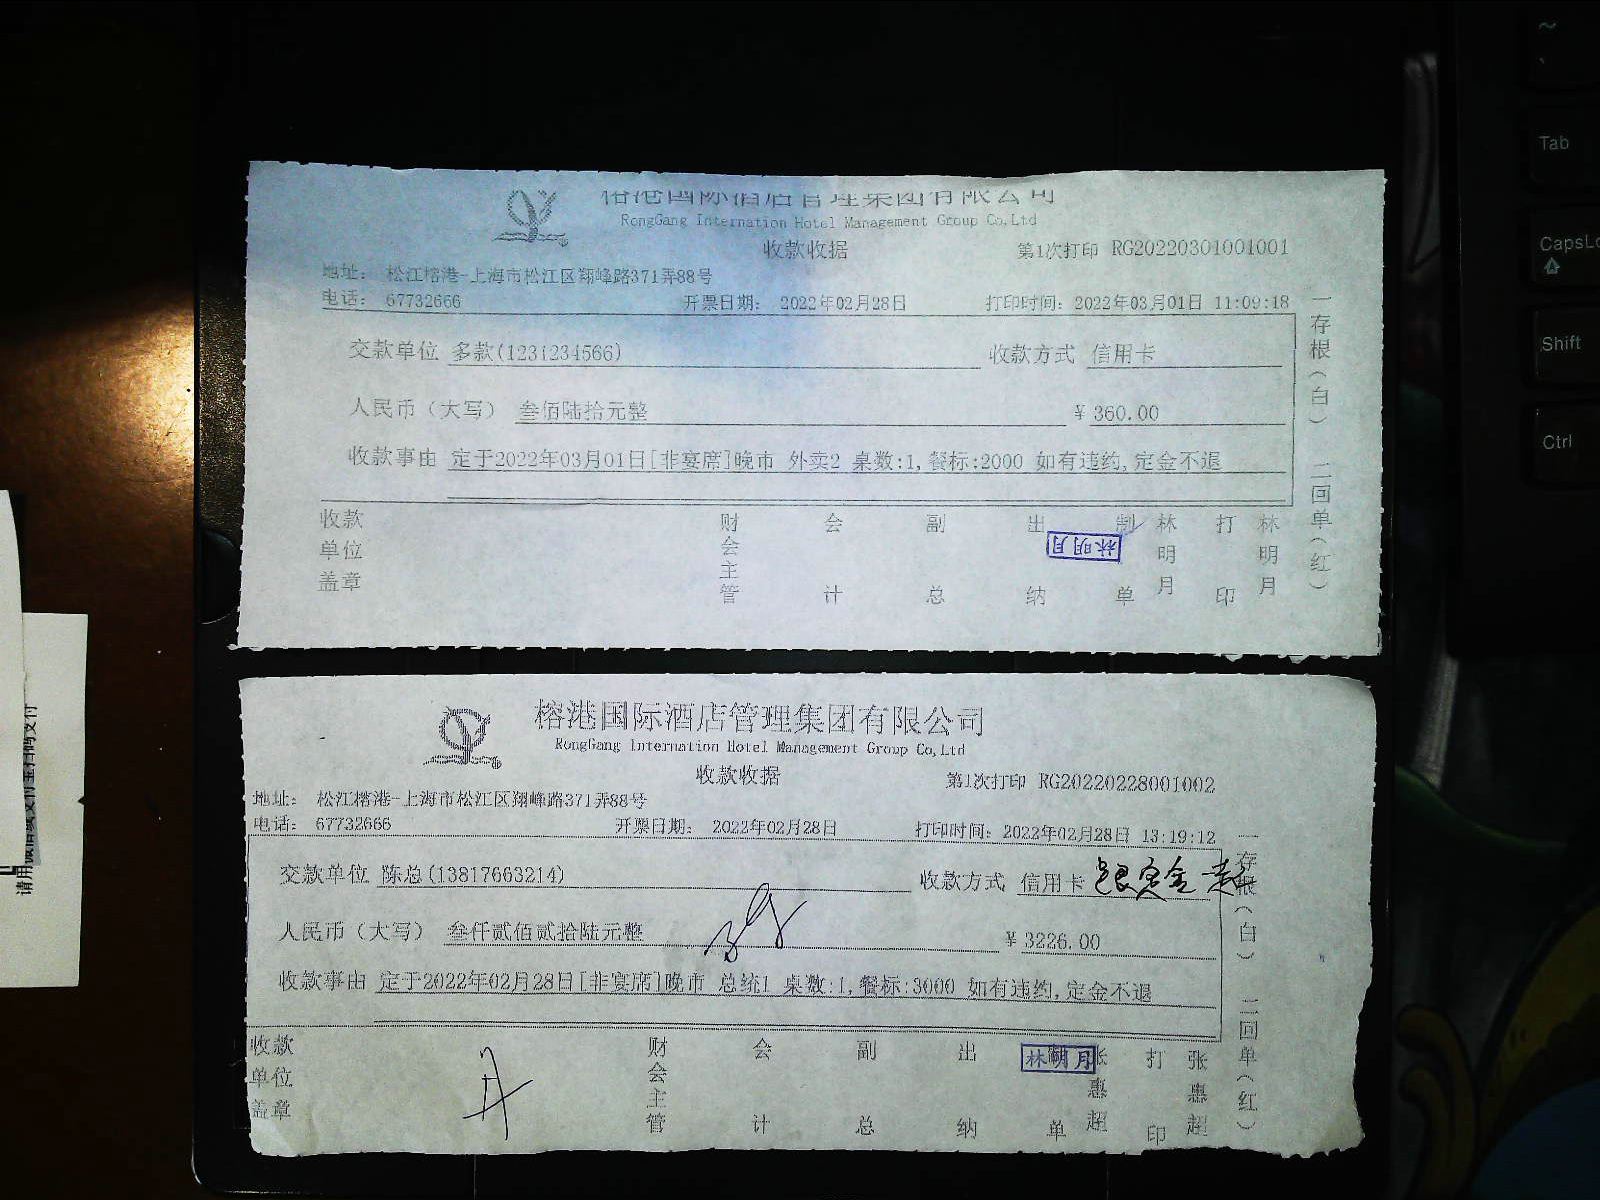 榕港国际酒店管理集团有限公司
RongGang Internation Hotel Management Group Co,Ltd
收款收据
第1次打印 RG20220301001001
地址: 松江榕港-上海市松江区翔峰路371弄88号
电话: 67732666 开票日期: 2022年02月28日 打印时间: 2022年03月01日 11:09:18
交款单位 多款(1231234566) 收款方式 信用卡
人民币(大写) 叁佰陆拾元整 ¥ 360.00
收款事由 定于2022年03月01日[非宴席]晚市 外卖2 桌数:1,餐标:2000 如有违约,定金不退
收款单位盖章 财会主管 会计 副总 出纳 制单 林明月 打印 林明月
林明月
一存根(白) 二回单(红)
榕港国际酒店管理集团有限公司
RongGang Internation Hotel Management Group Co,Ltd
收款收据
第1次打印 RG20220228001002
地址: 松江榕港-上海市松江区翔峰路371弄88号
电话: 67732666 开票日期: 2022年02月28日 打印时间: 2022年02月28日 13:19:12
交款单位 陈总(13817663214) 收款方式 信用卡
人民币(大写) 叁仟贰佰贰拾陆元整 ¥ 3226.00
收款事由 定于2022年02月28日[非宴席]晚市 总统1 桌数:1,餐标:3000 如有违约,定金不退
收款单位盖章 财会主管 会计 副总 出纳 制单 张惠超 打印 张惠超
林明月
一存根(白) 二回单(红)
Tab
CapsLo
Shift
Ctrl